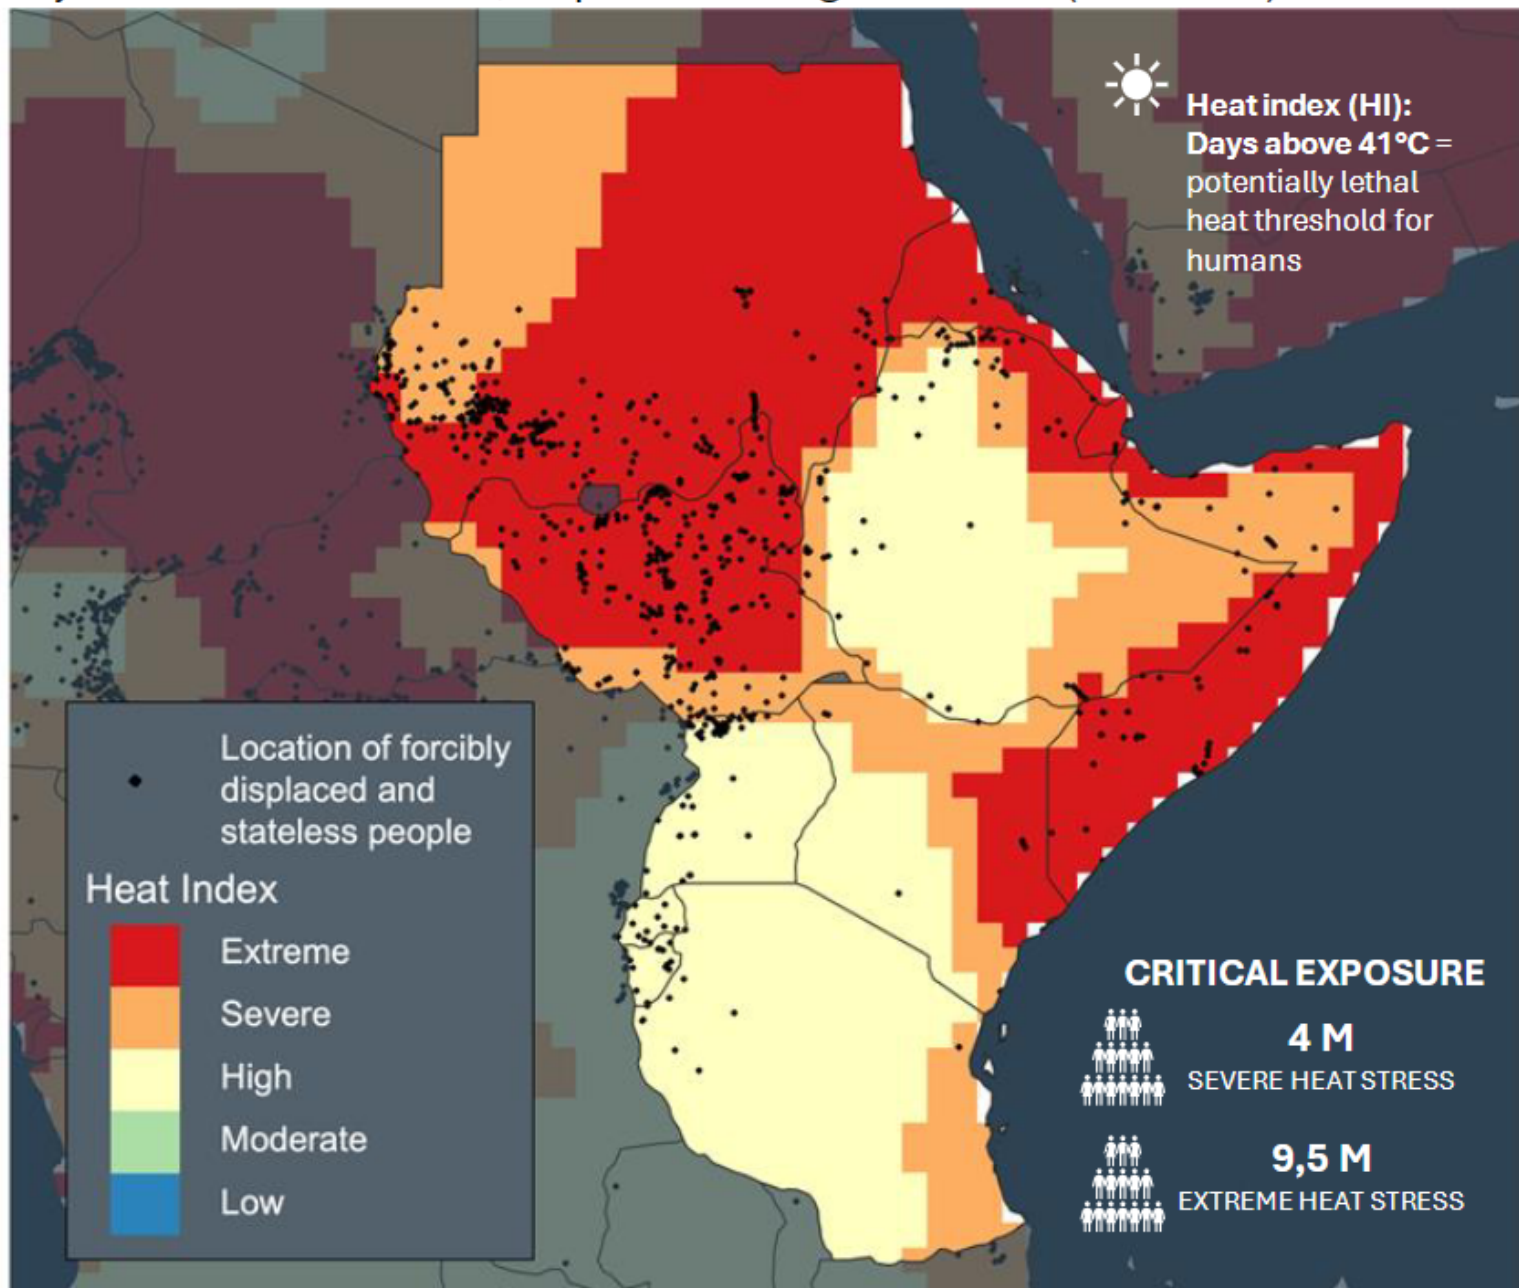 Heat index (HI):
Days above 41°C =
potentially lethal
heat threshold for
humans
Location of forcibly
displaced and
stateless people
Heat Index
Extreme
Severe
High
Moderate
Low
CRITICAL EXPOSURE
4 M
SEVERE HEAT STRESS
9,5 M
EXTREME HEAT STRESS